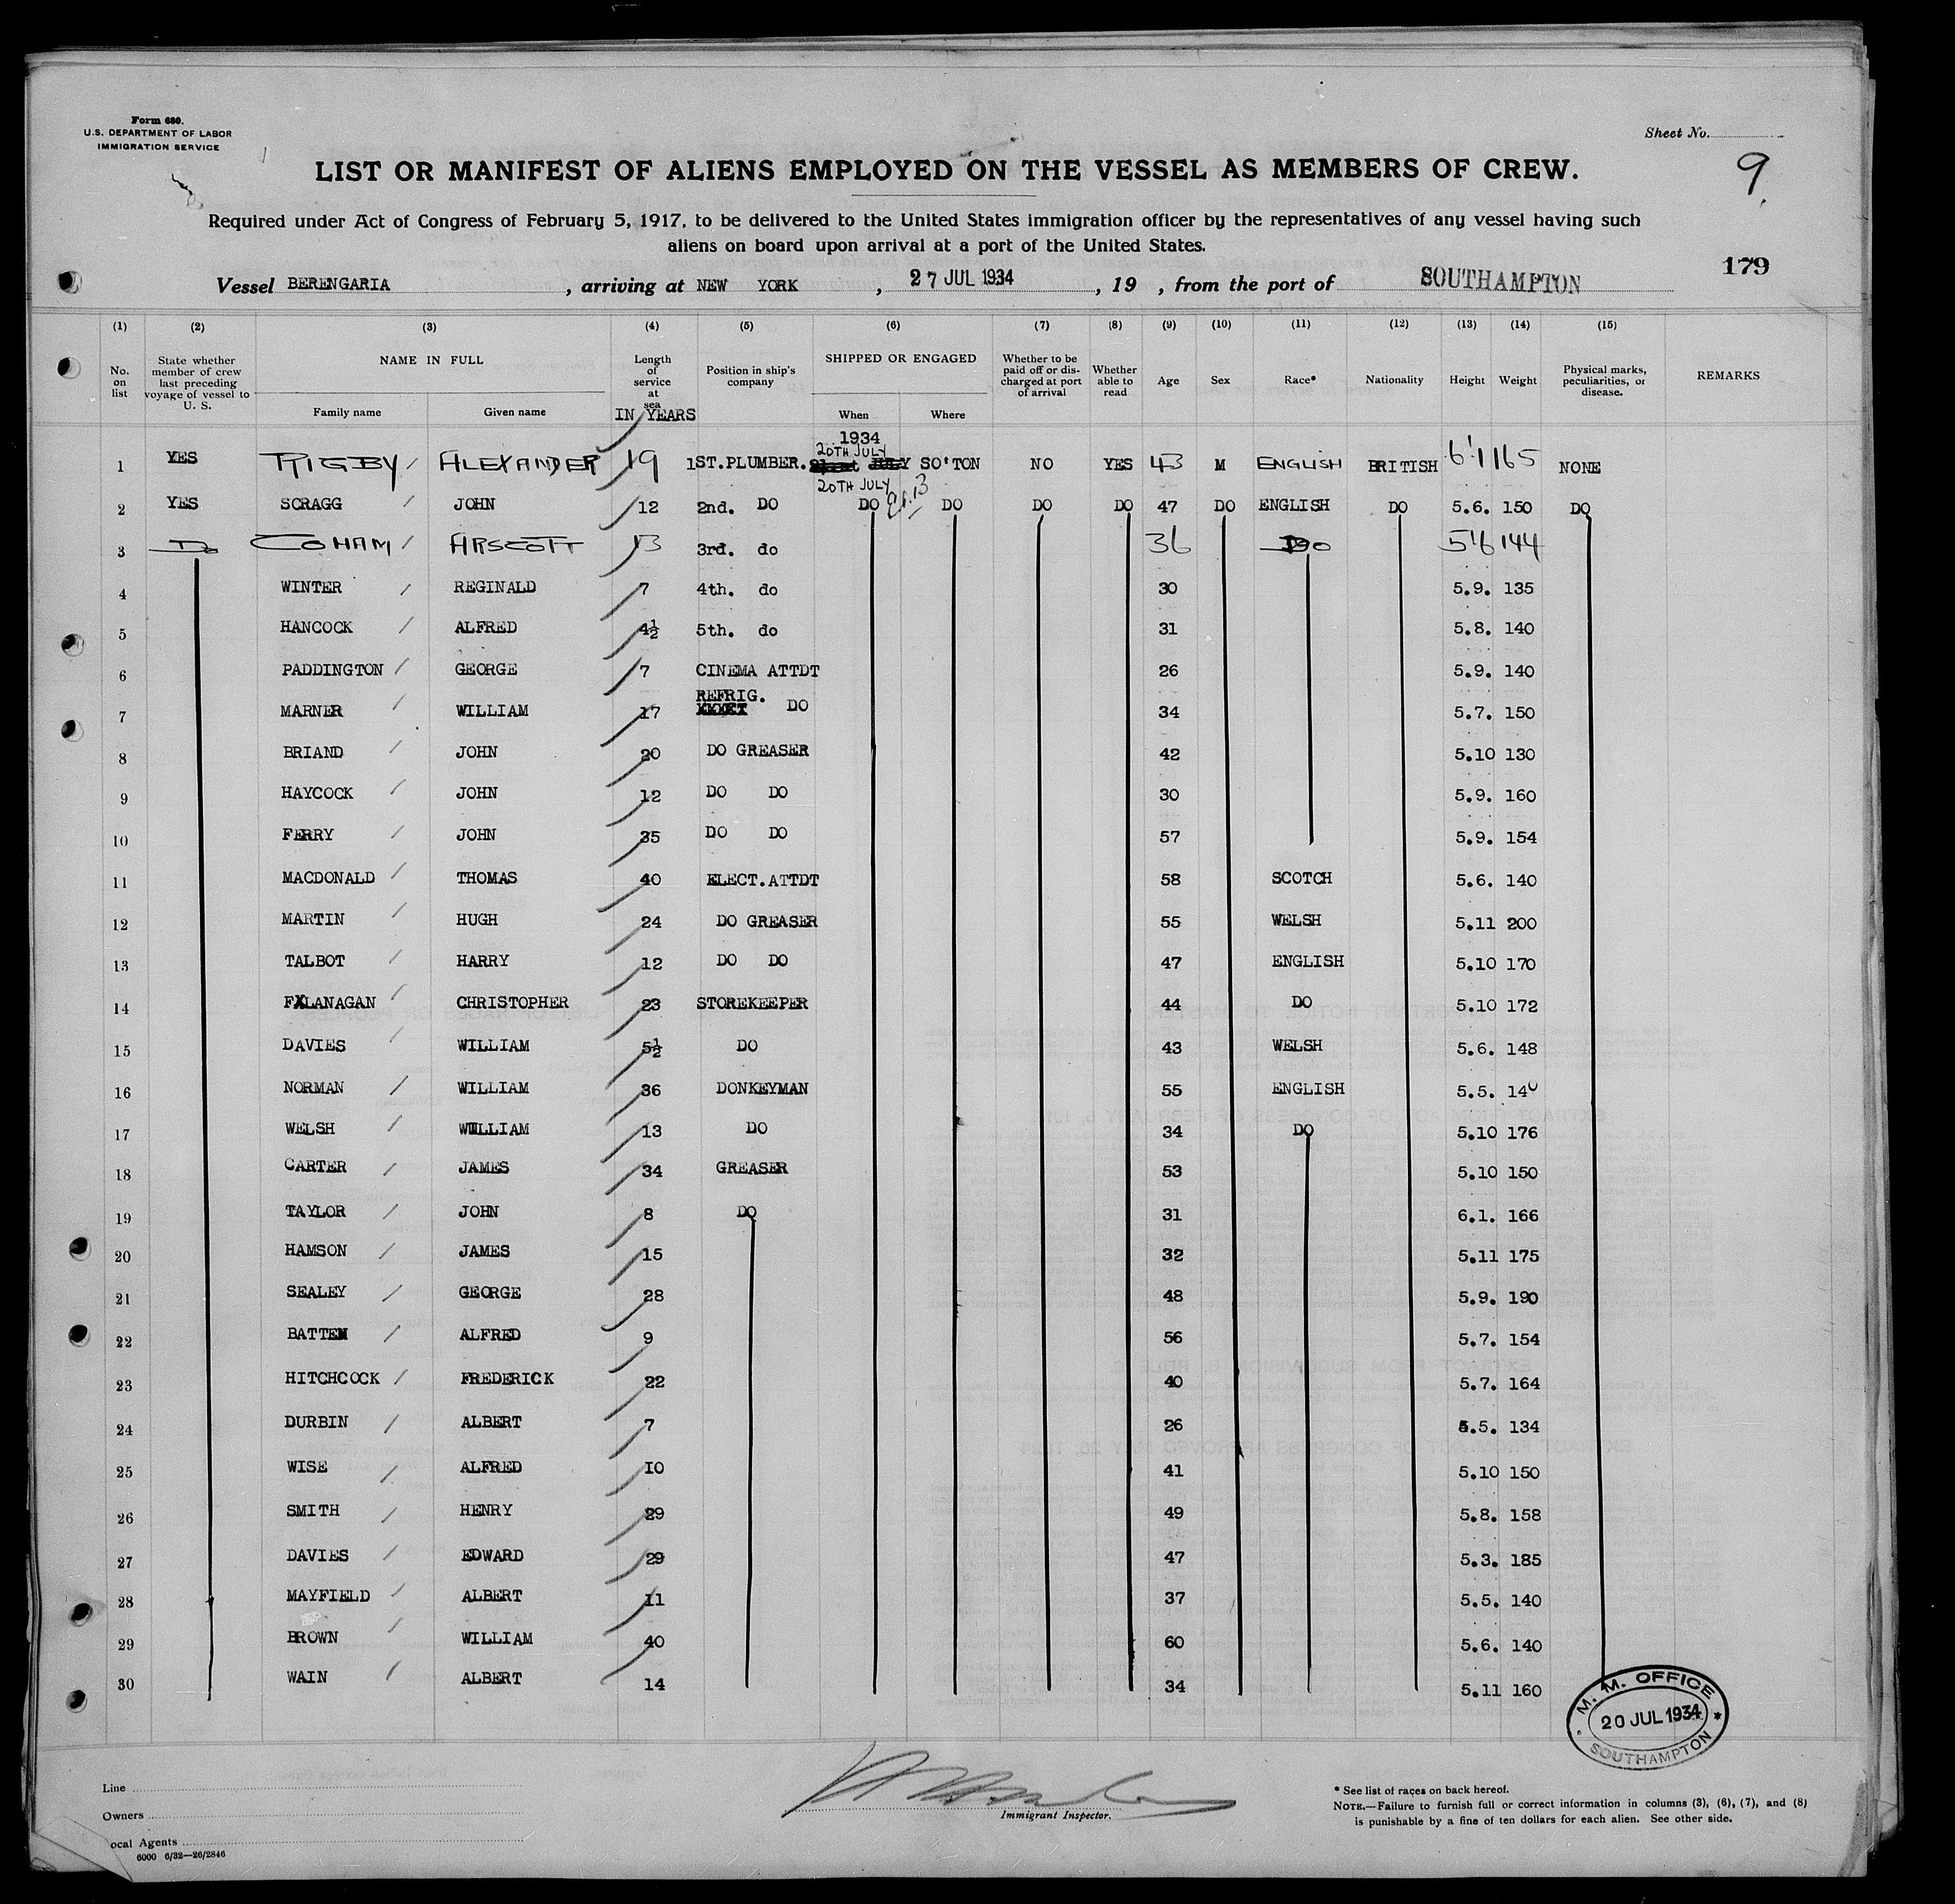 Form 680.
U.S. DEPARTMENT OF LABOR
IMMIGRATION SERVICE
Sheet No.
9
LIST OR MANIFEST OF ALIENS EMPLOYED ON THE VESSEL AS MEMBERS OF CREW.
Required under Act of Congress of February 5, 1917, to be delivered to the United States immigration officer by the representatives of any vessel having such
aliens on board upon arrival at a port of the United States.
179
Vessel BERENGARIA, arriving at NEW YORK, 27 JUL 1934, 19 , from the port of SOUTHAMPTON
(1) (2) (3) (4) (5) (6) (7) (8) (9) (10) (11) (12) (13) (14) (15)
No. on list State whether member of crew last preceding voyage of vessel to U. S. NAME IN FULL Family name Given name Length of service at sea IN YEARS Position in ship's company SHIPPED OR ENGAGED When Where Whether to be paid off or discharged at port of arrival Whether able to read Age Sex Race* Nationality Height Weight Physical marks, peculiarities, or disease. REMARKS
1934
1 YES RIGBY ALEXANDER 19 1ST.PLUMBER. 20TH JULY SO'TON NO YES 43 M ENGLISH BRITISH 6'1 165 NONE
20TH JULY
2 YES SCRAGG JOHN 12 2nd. DO DO DO DO DO 47 DO ENGLISH DO 5.6. 150 DO
3 Do COHAM ARSCOTT 13 3rd. do 36 Do 5'6 144
4 WINTER REGINALD 7 4th. do 30 5.9. 135
5 HANCOCK ALFRED 4½ 5th. do 31 5.8. 140
6 PADDINGTON GEORGE 7 CINEMA ATTDT 26 5.9. 140
7 MARNER WILLIAM 17 REFRIG. DO 34 5.7. 150
8 BRIAND JOHN 20 DO GREASER 42 5.10 130
9 HAYCOCK JOHN 12 DO DO 30 5.9. 160
10 FERRY JOHN 35 DO DO 57 5.9. 154
11 MACDONALD THOMAS 40 ELECT.ATTDT 58 SCOTCH 5.6. 140
12 MARTIN HUGH 24 DO GREASER 55 WELSH 5.11 200
13 TALBOT HARRY 12 DO DO 47 ENGLISH 5.10 170
14 FXLANAGAN CHRISTOPHER 23 STOREKEEPER 44 DO 5.10 172
15 DAVIES WILLIAM 5½ DO 43 WELSH 5.6. 148
16 NORMAN WILLIAM 36 DONKEYMAN 55 ENGLISH 5.5. 140
17 WELSH WILLIAM 13 DO 34 DO 5.10 176
18 CARTER JAMES 34 GREASER 53 5.10 150
19 TAYLOR JOHN 8 DO 31 6.1. 166
20 HAMSON JAMES 15 32 5.11 175
21 SEALEY GEORGE 28 48 5.9. 190
22 BATTEN ALFRED 9 56 5.7. 154
23 HITCHCOCK FREDERICK 22 40 5.7. 164
24 DURBIN ALBERT 7 26 5.5. 134
25 WISE ALFRED 10 41 5.10 150
26 SMITH HENRY 29 49 5.8. 158
27 DAVIES EDWARD 29 47 5.3. 185
28 MAYFIELD ALBERT 11 37 5.5. 140
29 BROWN WILLIAM 40 60 5.6. 140
30 WAIN ALBERT 14 34 5.11 160
M. M. OFFICE
20 JUL 1934
SOUTHAMPTON
Line
Owners
ocal Agents
6000 6/32—26/2846
Immigrant Inspector.
* See list of races on back hereof.
NOTE.—Failure to furnish full or correct information in columns (3), (6), (7), and (8)
is punishable by a fine of ten dollars for each alien. See other side.